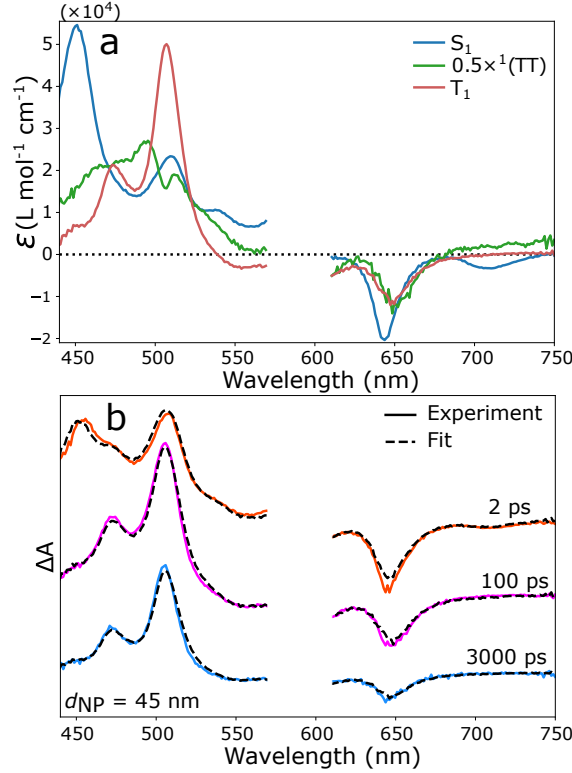 (×10⁴)
a
S₁
0.5×¹(TT)
T₁
ε(L mol⁻¹ cm⁻¹)
5
4
3
2
1
0
−1
−2
450 500 550 600 650 700 750
Wavelength (nm)
b
Experiment
Fit
2 ps
ΔA
100 ps
3000 ps
dNP = 45 nm
450 500 550 600 650 700 750
Wavelength (nm)